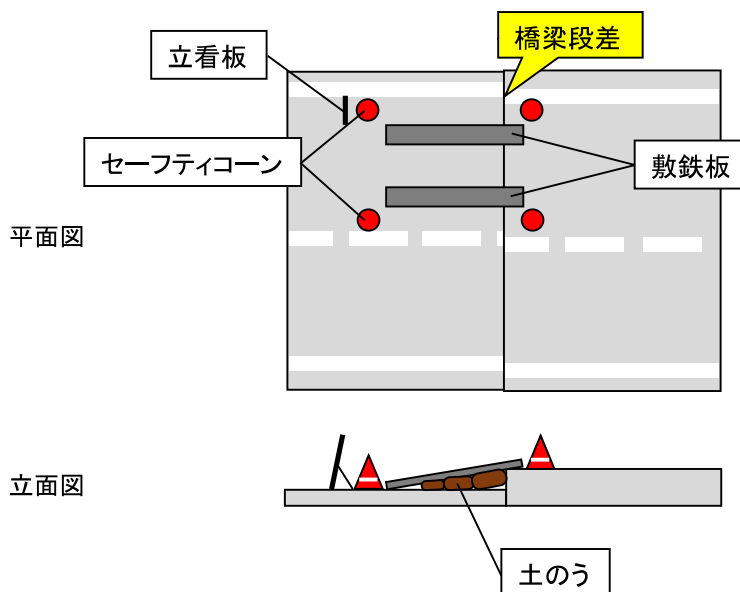 橋梁段差
立看板
セーフティコーン
敷鉄板
平面図
立面図
土のう